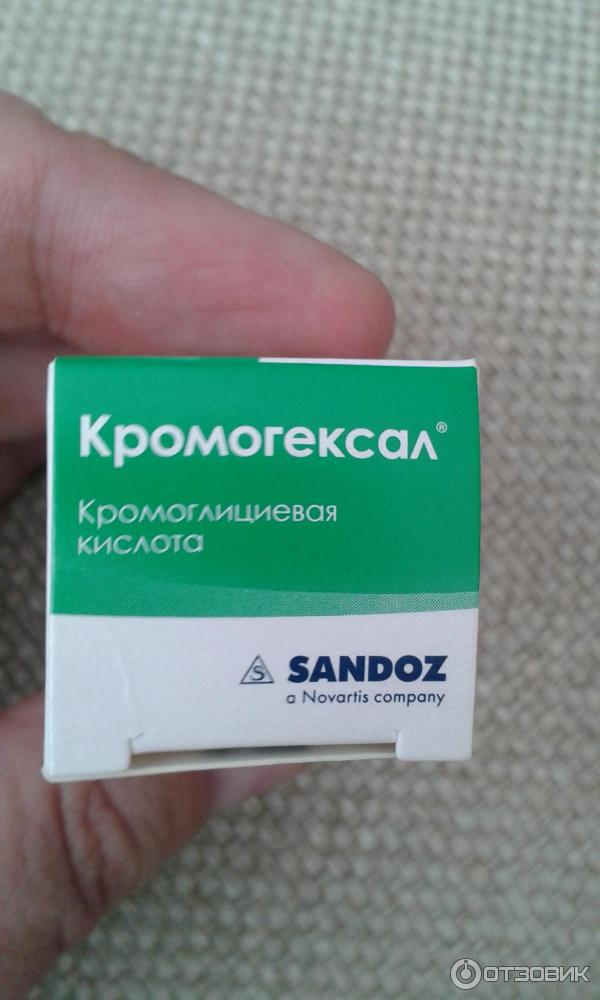 Кромогексал®
Кромоглициевая
кислота
S SANDOZ
a Novartis company
ОТЗОВИК